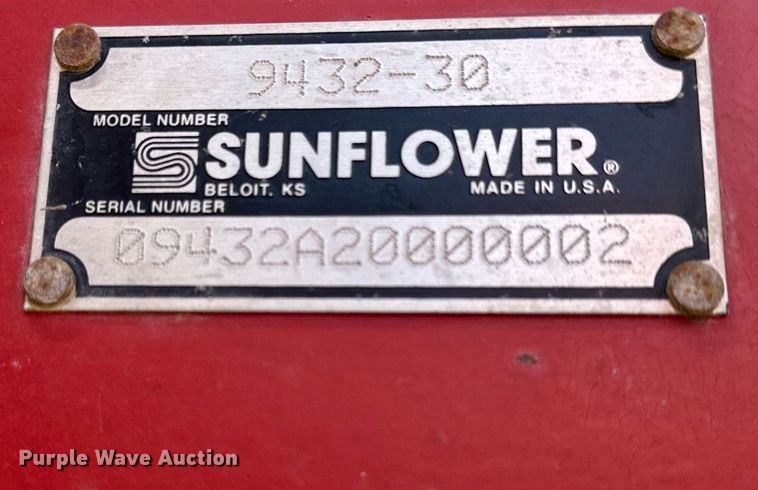 9432-30
MODEL NUMBER
SUNFLOWER®
BELOIT, KS MADE IN U.S.A.
SERIAL NUMBER
09432A20000002
Purple Wave Auction